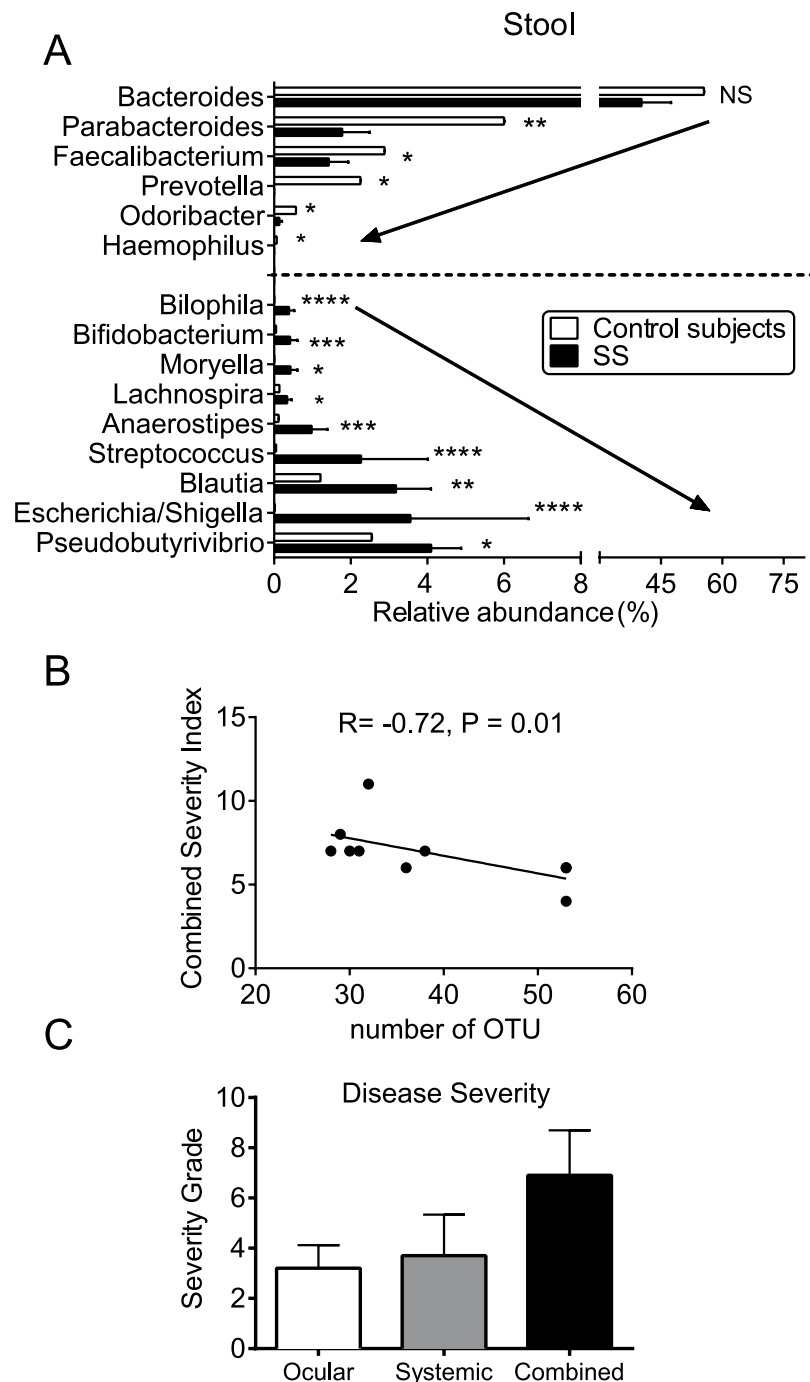 Stool
A
Bacteroides
NS
Parabacteroides
**
Faecalibacterium
*
Prevotella
*
Odoribacter
*
Haemophilus
*
Bilophila
****
Bifidobacterium
***
Moryella
*
Lachnospira
*
Anaerostipes
***
Streptococcus
****
Blautia
**
Escherichia/Shigella
****
Pseudobutyrivibrio
*
Control subjects
SS
0 2 4 6 8 45 60 75
Relative abundance (%)
B
R= -0.72, P = 0.01
Combined Severity Index
15
10
5
0
20 30 40 50 60
number of OTU
C
Disease Severity
Severity Grade
10
8
6
4
2
0
Ocular Systemic Combined